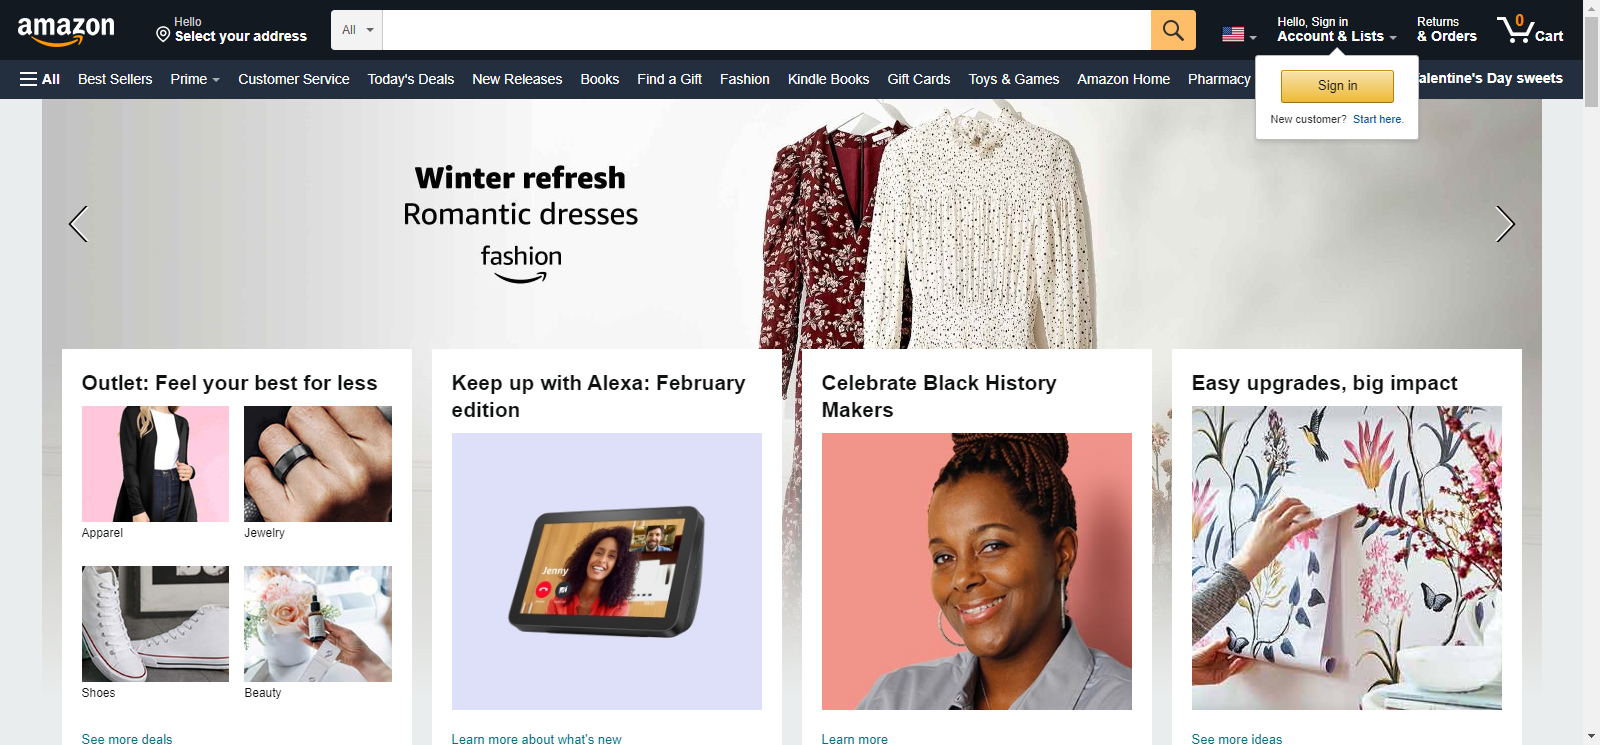 amazon
Hello
Select your address
All
Hello, Sign in
Account & Lists
Returns
& Orders
0
Cart
All
Best Sellers
Prime
Customer Service
Today's Deals
New Releases
Books
Find a Gift
Fashion
Kindle Books
Gift Cards
Toys & Games
Amazon Home
Pharmacy
alentine's Day sweets
Sign in
New customer? Start here.
Winter refresh
Romantic dresses
fashion
Outlet: Feel your best for less
Apparel
Jewelry
Shoes
Beauty
See more deals
Keep up with Alexa: February
edition
Jenny
Learn more about what's new
Celebrate Black History
Makers
Learn more
Easy upgrades, big impact
See more ideas